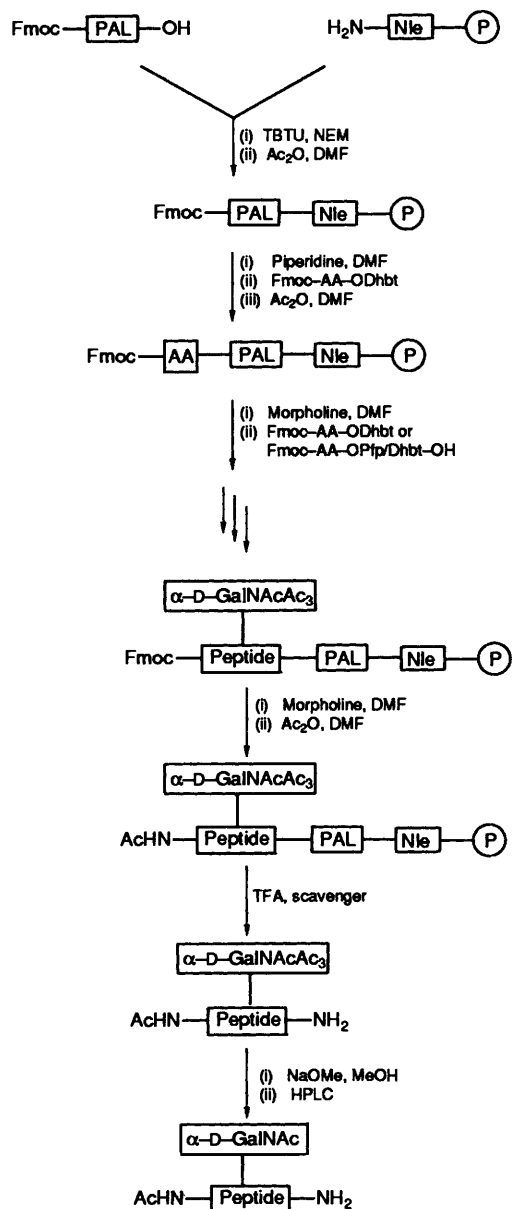 Fmoc—PAL—OH H₂N—Nle—P
(i) TBTU, NEM
(ii) Ac₂O, DMF
Fmoc—PAL—Nle—P
(i) Piperidine, DMF
(ii) Fmoc–AA–ODhbt
(iii) Ac₂O, DMF
Fmoc—AA—PAL—Nle—P
(i) Morpholine, DMF
(ii) Fmoc–AA–ODhbt or
Fmoc–AA–OPfp/Dhbt–OH
α–D–GalNAcAc₃
Fmoc—Peptide—PAL—Nle—P
(i) Morpholine, DMF
(ii) Ac₂O, DMF
α–D–GalNAcAc₃
AcHN—Peptide—PAL—Nle—P
TFA, scavenger
α–D–GalNAcAc₃
AcHN—Peptide—NH₂
(i) NaOMe, MeOH
(ii) HPLC
α–D–GalNAc
AcHN—Peptide—NH₂